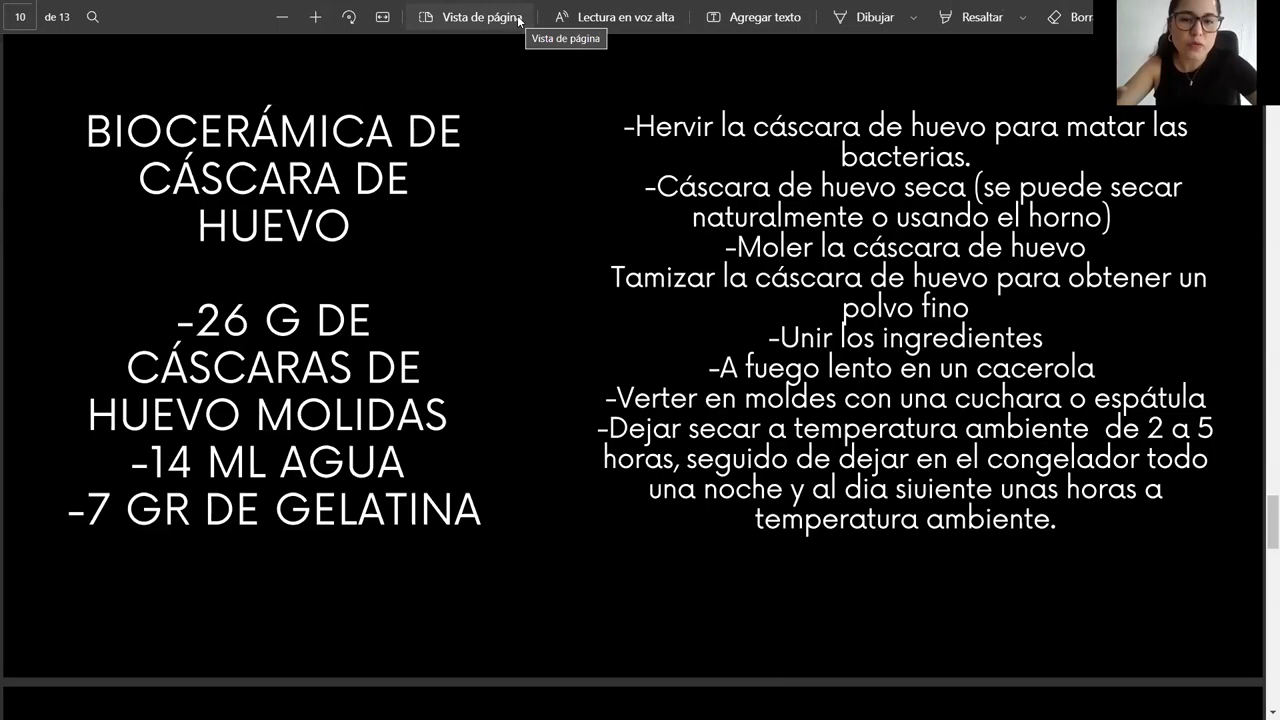 10 de 13 Vista de página Lectura en voz alta Agregar texto Dibujar Resaltar Borr
Vista de página
BIOCERÁMICA DE
CÁSCARA DE
HUEVO
-26 G DE
CÁSCARAS DE
HUEVO MOLIDAS
-14 ML AGUA
-7 GR DE GELATINA
-Hervir la cáscara de huevo para matar las
bacterias.
-Cáscara de huevo seca (se puede secar
naturalmente o usando el horno)
-Moler la cáscara de huevo
Tamizar la cáscara de huevo para obtener un
polvo fino
-Unir los ingredientes
-A fuego lento en un cacerola
-Verter en moldes con una cuchara o espátula
-Dejar secar a temperatura ambiente de 2 a 5
horas, seguido de dejar en el congelador todo
una noche y al dia siuiente unas horas a
temperatura ambiente.